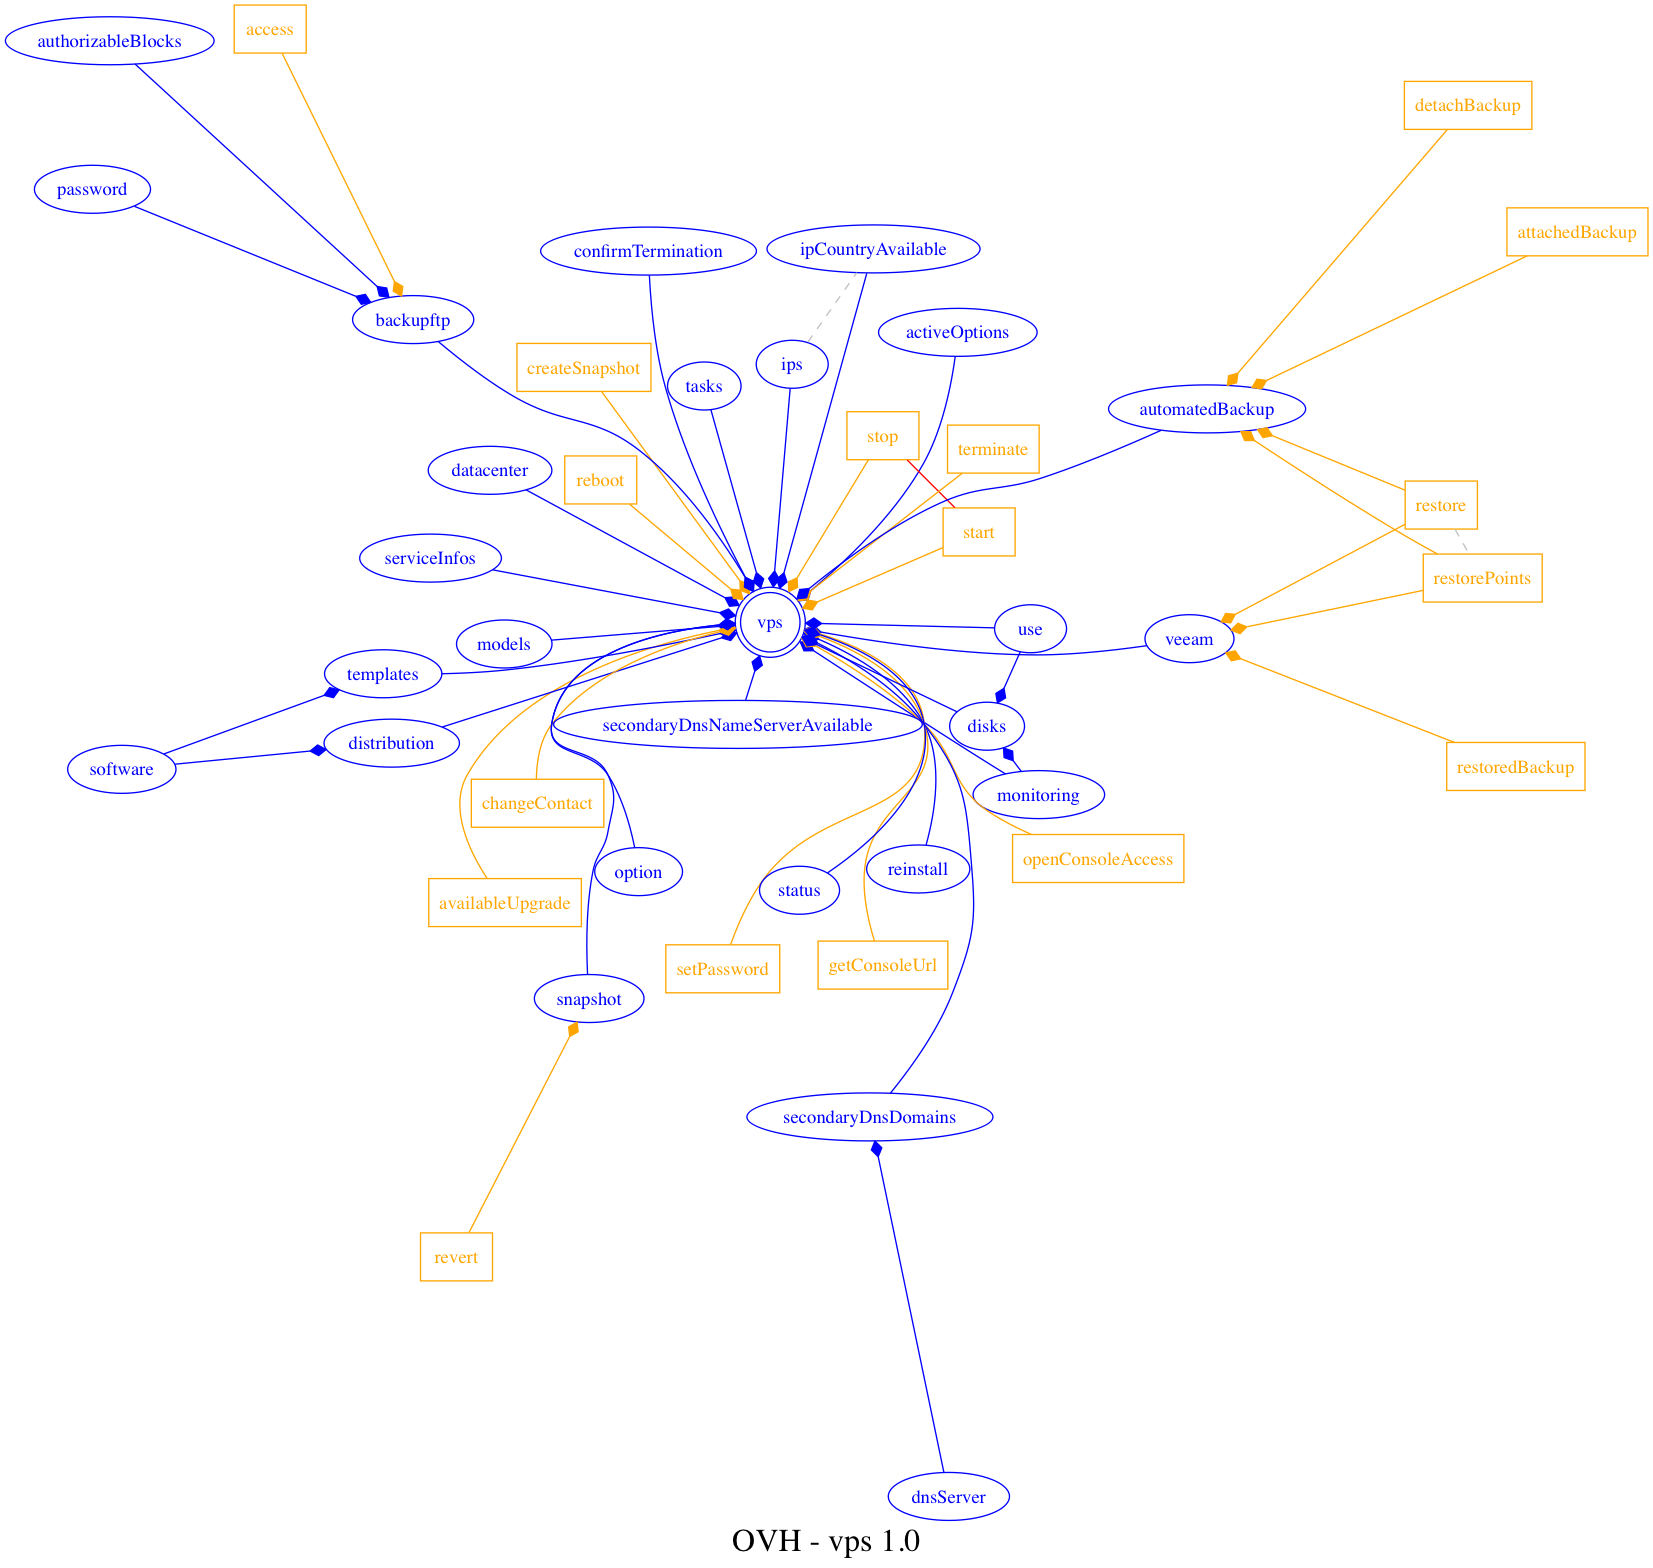 authorizableBlocks
access
detachBackup
password
attachedBackup
confirmTermination
ipCountryAvailable
backupftp
activeOptions
createSnapshot
tasks
ips
automatedBackup
stop
terminate
datacenter
reboot
restore
start
serviceInfos
restorePoints
vps
use
models
veeam
templates
secondaryDnsNameServerAvailable
disks
distribution
software
restoredBackup
changeContact
monitoring
openConsoleAccess
option
reinstall
status
availableUpgrade
setPassword
getConsoleUrl
snapshot
secondaryDnsDomains
revert
dnsServer
OVH - vps 1.0